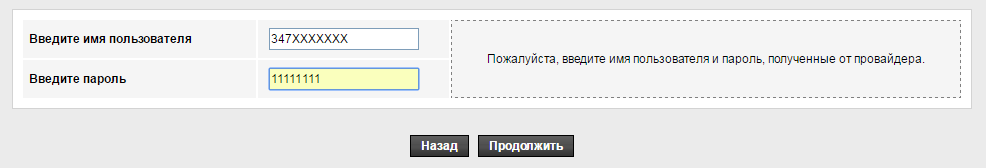 Введите имя пользователя
347XXXXXXX
Введите пароль
11111111
Пожалуйста, введите имя пользователя и пароль, полученные от провайдера.
Назад
Продолжить